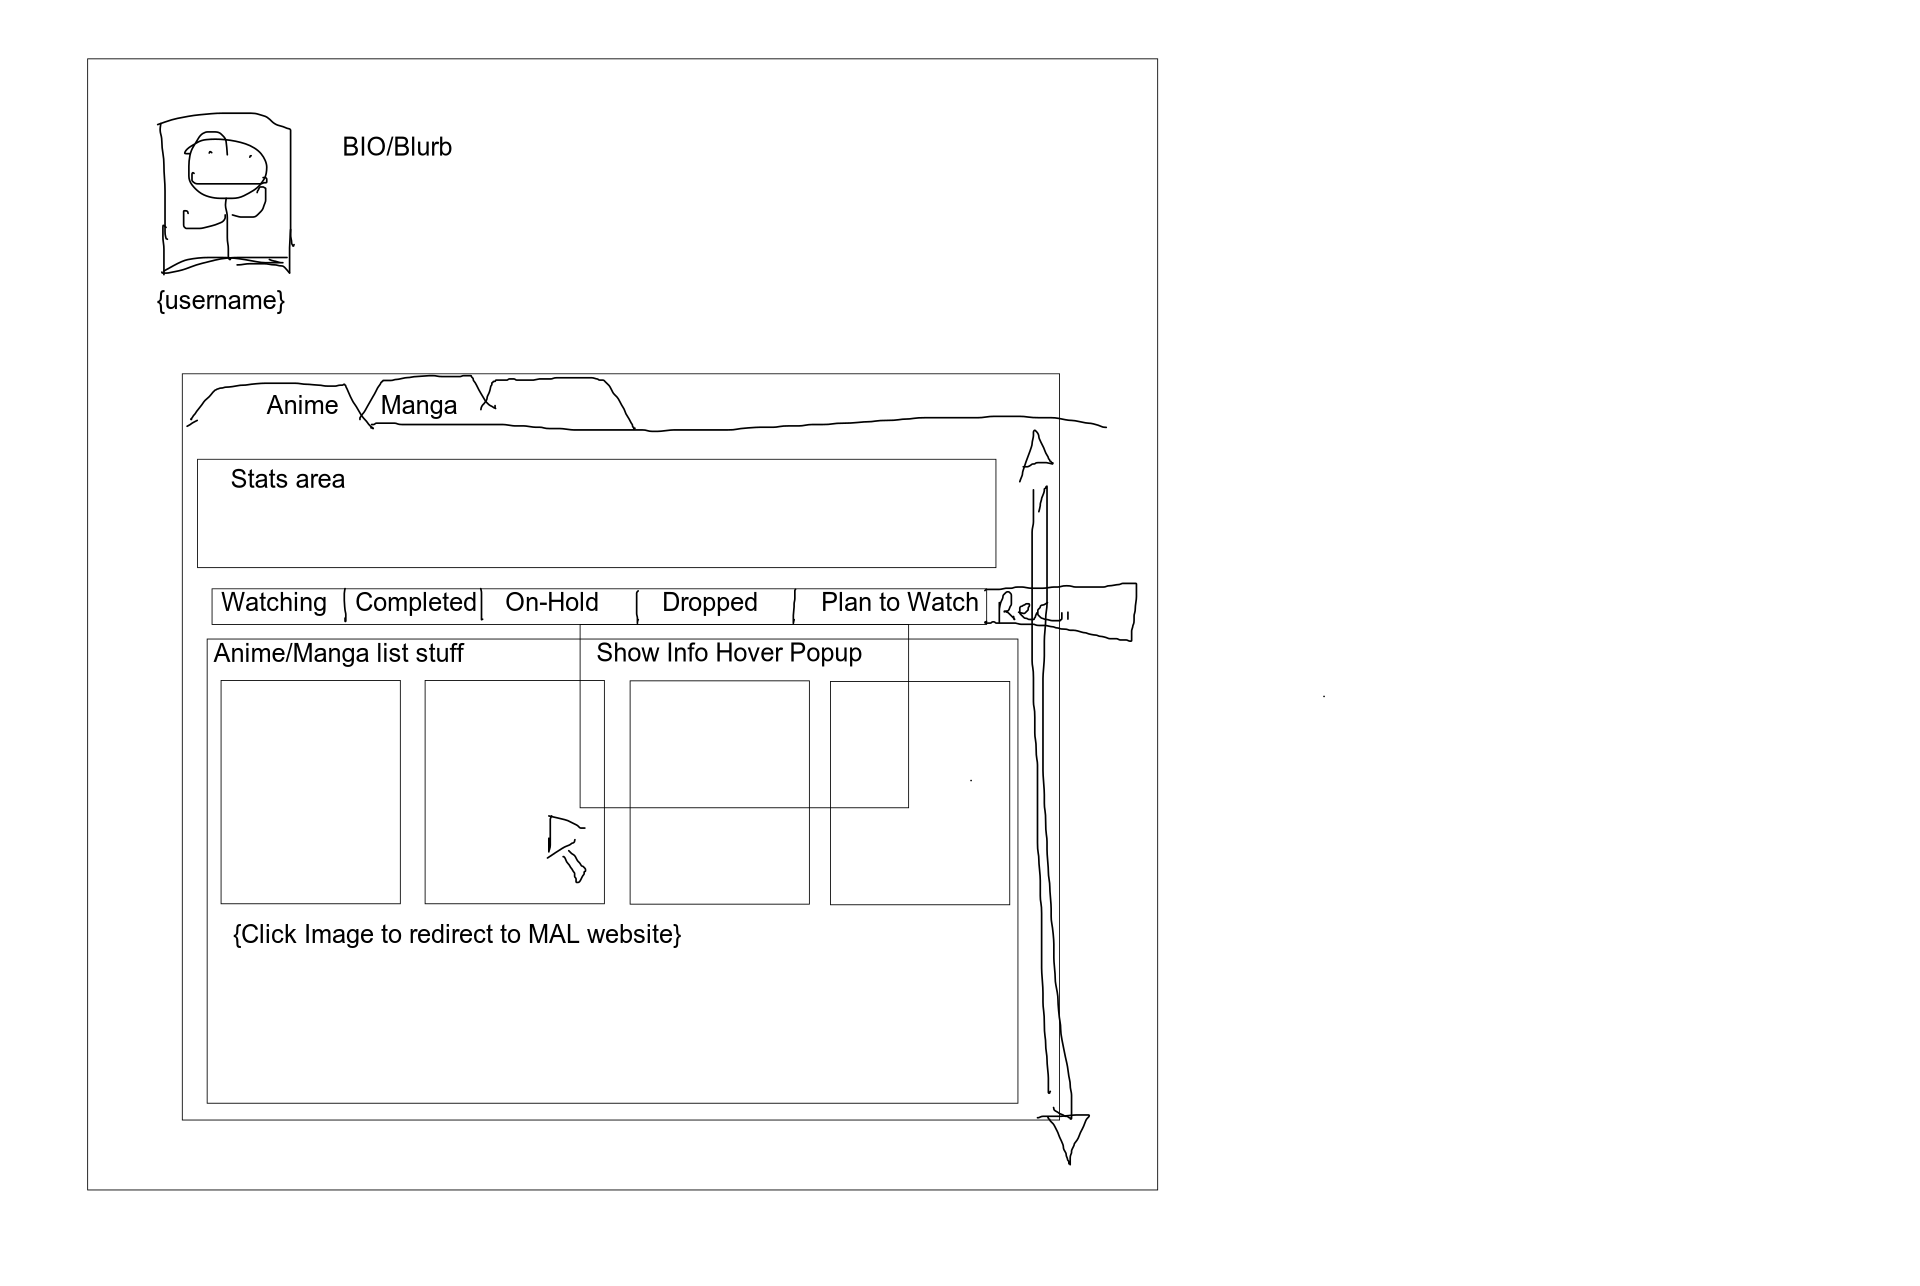 BIO/Blurb
{username}
Anime Manga
Stats area
Watching Completed On-Hold Dropped Plan to Watch
Anime/Manga list stuff Show Info Hover Popup
{Click Image to redirect to MAL website}